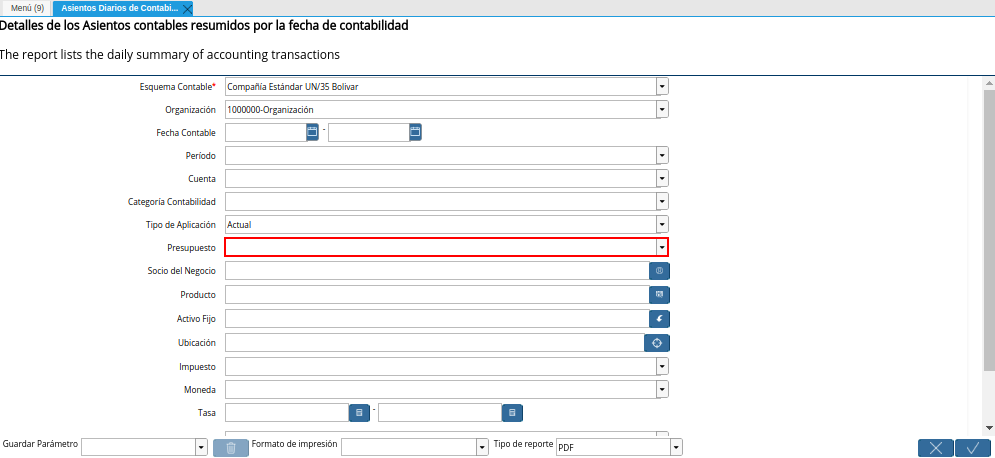 Menú (9)
Asientos Diarios de Contabi...
Detalles de los Asientos contables resumidos por la fecha de contabilidad
The report lists the daily summary of accounting transactions
Esquema Contable* Compañía Estándar UN/35 Bolivar
Organización 1000000-Organización
Fecha Contable -
Período
Cuenta
Categoría Contabilidad
Tipo de Aplicación Actual
Presupuesto
Socio del Negocio
Producto
Activo Fijo
Ubicación
Impuesto
Moneda
Tasa -
Guardar Parámetro Formato de impresión Tipo de reporte PDF